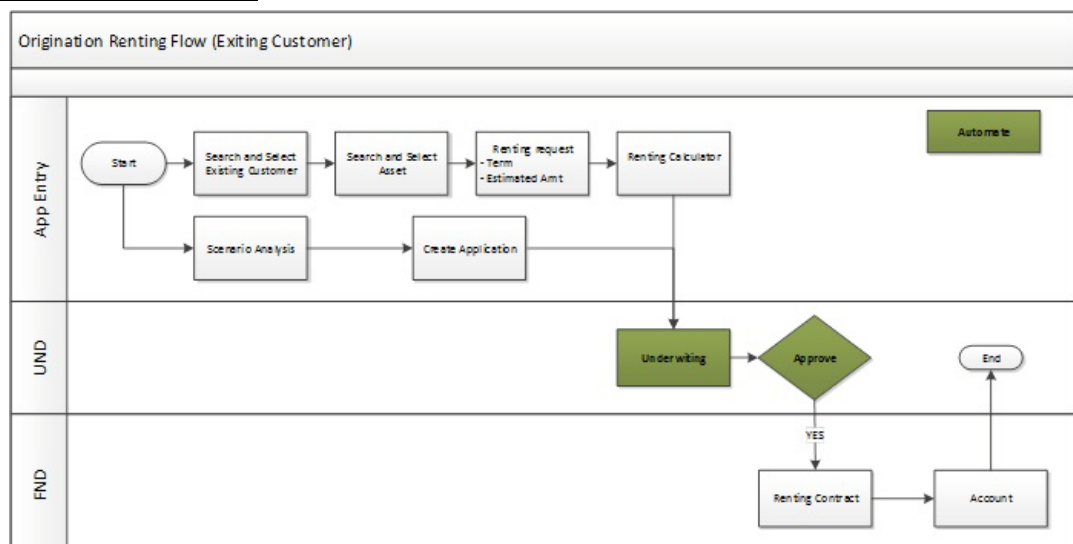 Origination Renting Flow (Exiting Customer)
App Entry
Automate
Start
Search and Select
Existing Customer
Search and Select
Asset
Renting request
- Term
- Estimated Amt
Renting Calculator
Scenario Analysis
Create Application
UND
Underwiting
Approve
End
YES
FND
Renting Contract
Account